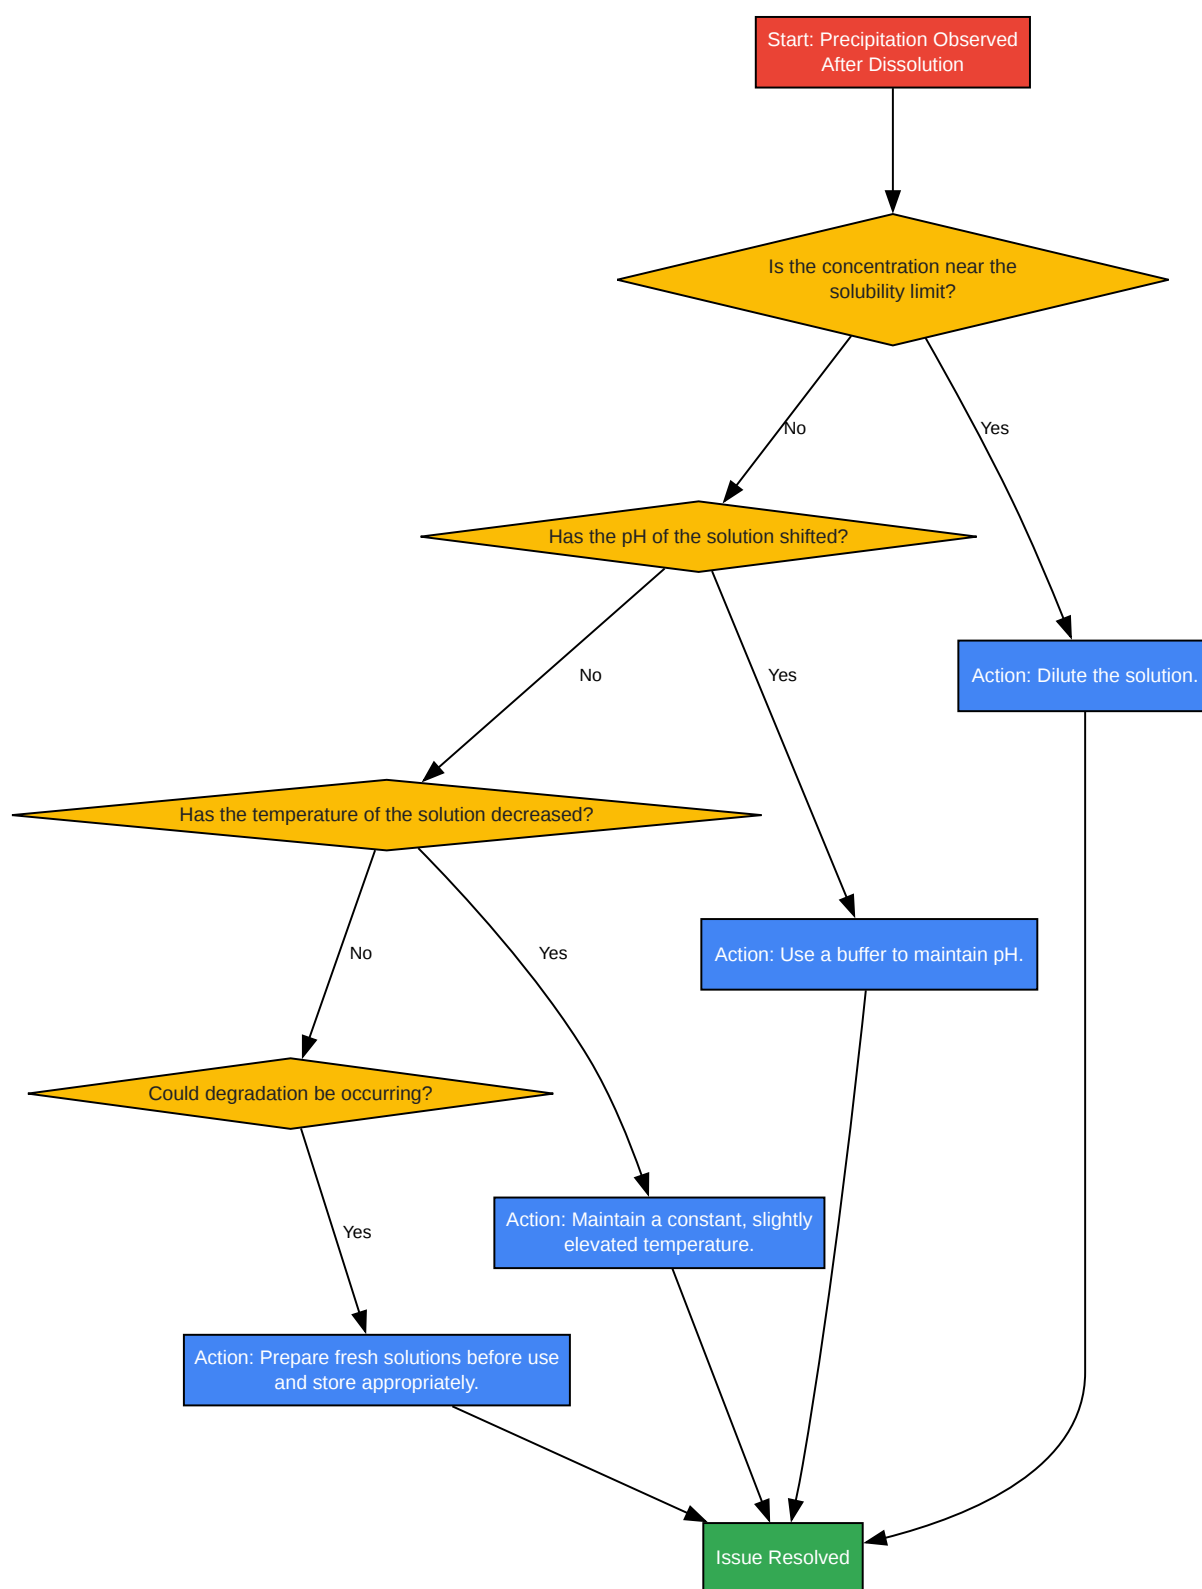 Start: Precipitation Observed
After Dissolution
Is the concentration near the
solubility limit?
No
Yes
Has the pH of the solution shifted?
No
Yes
Action: Dilute the solution.
Has the temperature of the solution decreased?
No
Yes
Action: Use a buffer to maintain pH.
Could degradation be occurring?
Yes
Action: Maintain a constant, slightly
elevated temperature.
Action: Prepare fresh solutions before use
and store appropriately.
Issue Resolved